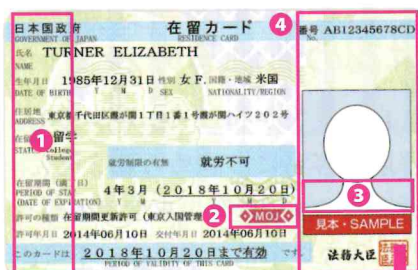 日本国政府 在留カード 番号 AB12345678CD
GOVERNMENT OF JAPAN RESIDENCE CARD No.
氏名 TURNER ELIZABETH
NAME
生年月日 1985年12月31日 性別 女 F. 国籍・地域 米国
DATE OF BIRTH Y M D SEX NATIONALITY/REGION
住居地 東京都千代田区霞が関1丁目1番1号霞が関ハイツ202号
ADDRESS
留学
STATUS College
Student
就労制限の有無 就労不可
在留期間(満 日)
PERIOD OF STAY
(DATE OF EXPIRATION) Y M Y M D
4年3月(2018年10月20日)
許可の種類 在留期間更新許可(東京入国管理
MOJ
見本・SAMPLE
許可年月日 2014年06月10日 交付年月日 2014年06月10日
このカードは 2018年10月20日まで有効 です。
PERIOD OF VALIDITY OF THIS CARD
法務大臣
1
2
3
4